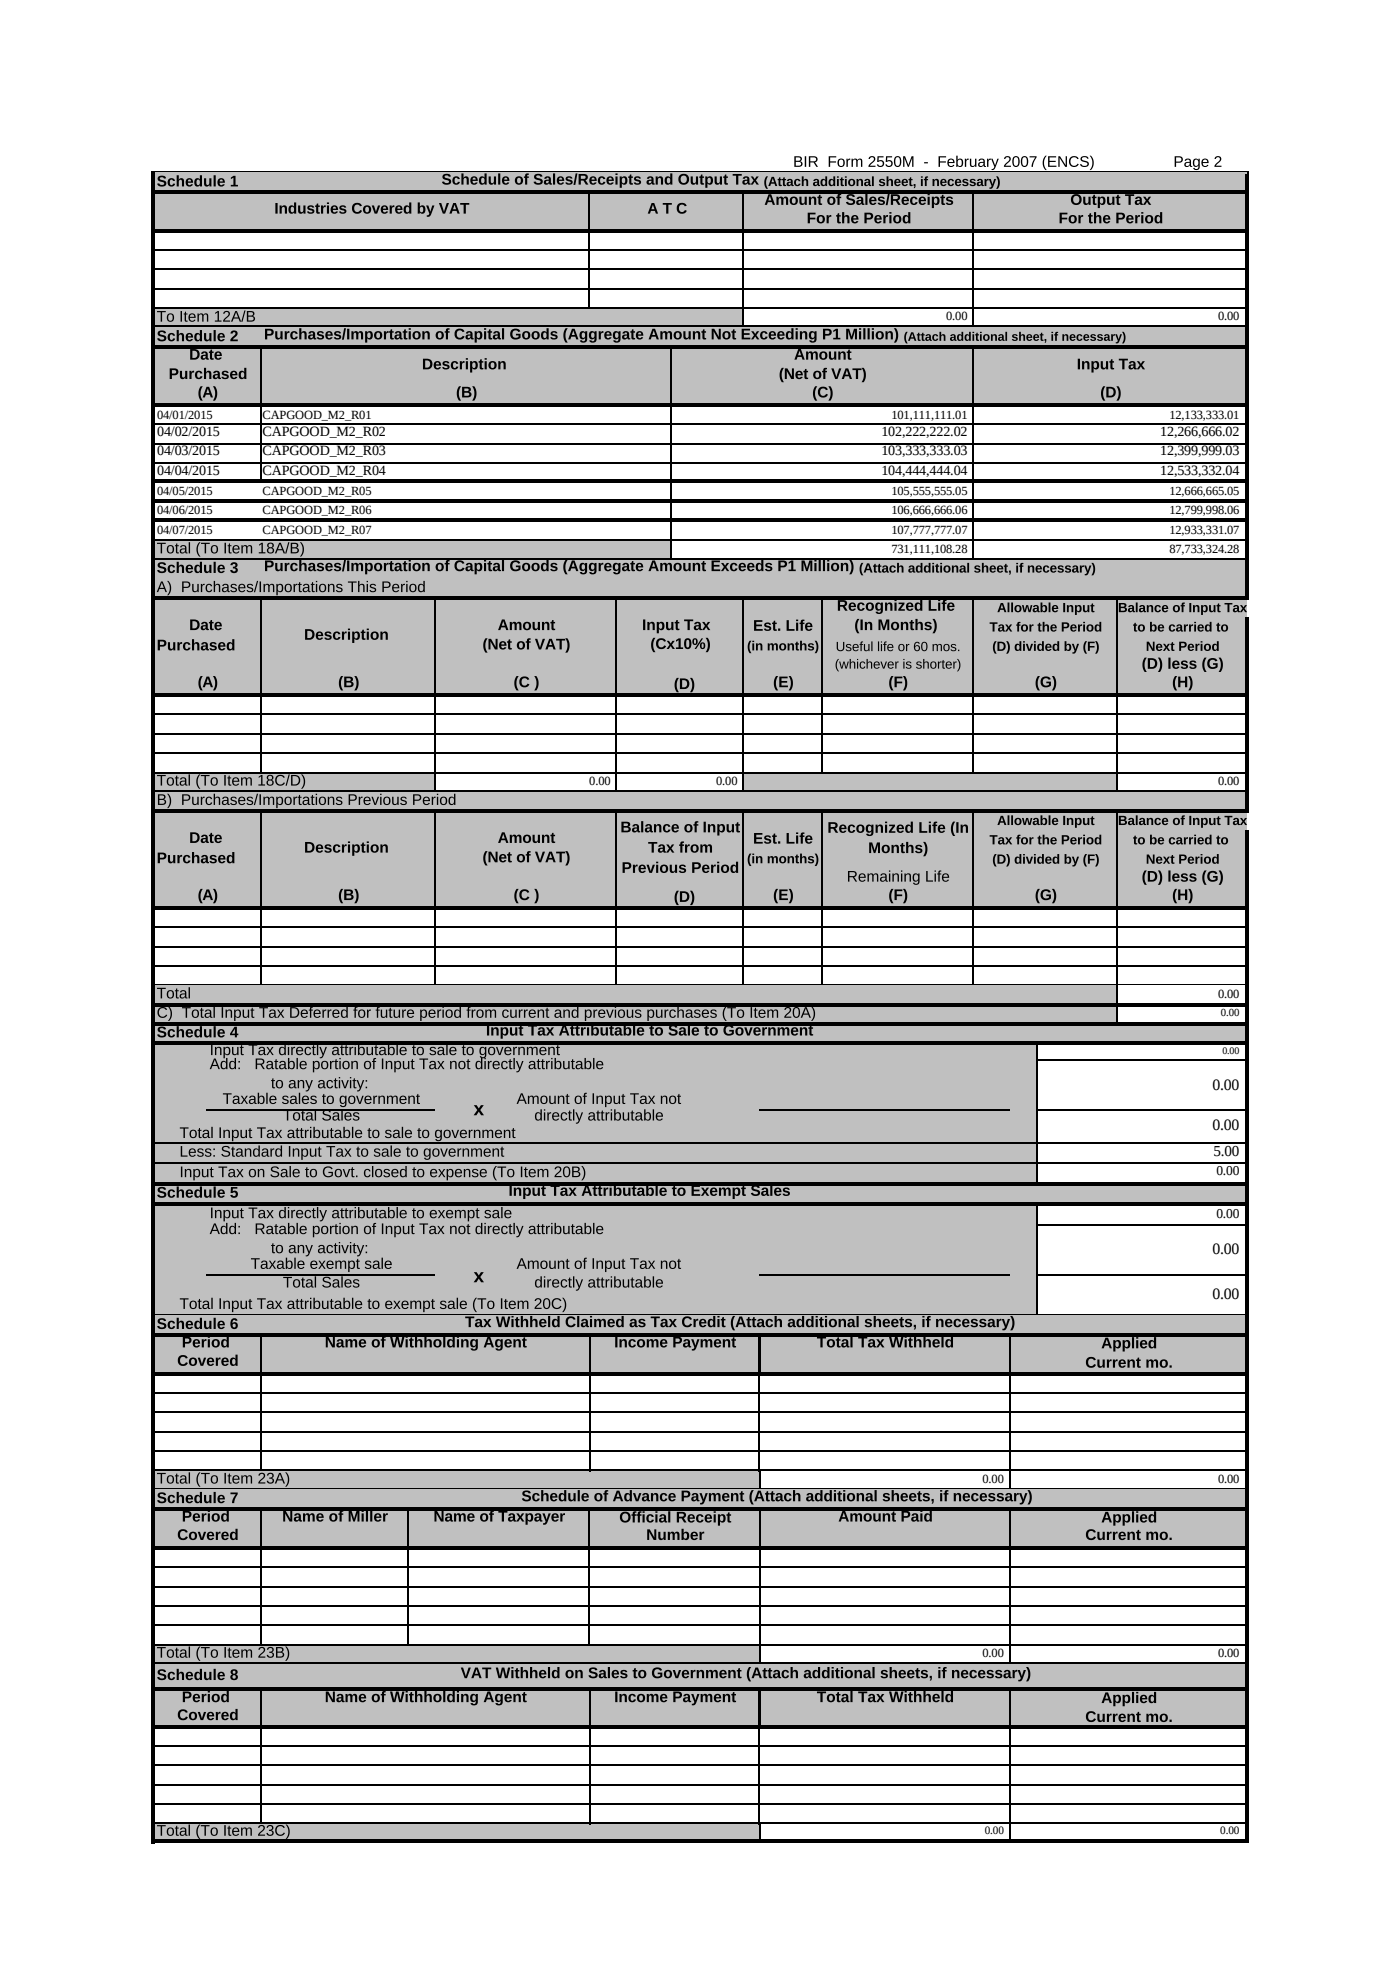 BIR Form 2550M - February 2007 (ENCS) Page 2
Schedule 1 Schedule of Sales/Receipts and Output Tax (Attach additional sheet, if necessary)
Industries Covered by VAT A T C Amount of Sales/Receipts For the Period Output Tax For the Period
To Item 12A/B 0.00 0.00
Schedule 2 Purchases/Importation of Capital Goods (Aggregate Amount Not Exceeding P1 Million) (Attach additional sheet, if necessary)
Date Purchased (A) Description (B) Amount (Net of VAT) (C) Input Tax (D)
04/01/2015 CAPGOOD_M2_R01 101,111,111.01 12,133,333.01
04/02/2015 CAPGOOD_M2_R02 102,222,222.02 12,266,666.02
04/03/2015 CAPGOOD_M2_R03 103,333,333.03 12,399,999.03
04/04/2015 CAPGOOD_M2_R04 104,444,444.04 12,533,332.04
04/05/2015 CAPGOOD_M2_R05 105,555,555.05 12,666,665.05
04/06/2015 CAPGOOD_M2_R06 106,666,666.06 12,799,998.06
04/07/2015 CAPGOOD_M2_R07 107,777,777.07 12,933,331.07
Total (To Item 18A/B) 731,111,108.28 87,733,324.28
Schedule 3 Purchases/Importation of Capital Goods (Aggregate Amount Exceeds P1 Million) (Attach additional sheet, if necessary)
A) Purchases/Importations This Period
Date Purchased (A) Description (B) Amount (Net of VAT) (C ) Input Tax (Cx10%) (D) Est. Life (in months) (E) Recognized Life (In Months) Useful life or 60 mos. (whichever is shorter) (F) Allowable Input Tax for the Period (D) divided by (F) (G) Balance of Input Tax to be carried to Next Period (D) less (G) (H)
Total (To Item 18C/D) 0.00 0.00 0.00
B) Purchases/Importations Previous Period
Date Purchased (A) Description (B) Amount (Net of VAT) (C ) Balance of Input Tax from Previous Period (D) Est. Life (in months) (E) Recognized Life (In Months) Remaining Life (F) Allowable Input Tax for the Period (D) divided by (F) (G) Balance of Input Tax to be carried to Next Period (D) less (G) (H)
Total 0.00
C) Total Input Tax Deferred for future period from current and previous purchases (To Item 20A) 0.00
Schedule 4 Input Tax Attributable to Sale to Government
Input Tax directly attributable to sale to government 0.00
Add: Ratable portion of Input Tax not directly attributable
to any activity: 0.00
Taxable sales to government x Amount of Input Tax not
Total Sales directly attributable
Total Input Tax attributable to sale to government 0.00
Less: Standard Input Tax to sale to government 5.00
Input Tax on Sale to Govt. closed to expense (To Item 20B) 0.00
Schedule 5 Input Tax Attributable to Exempt Sales
Input Tax directly attributable to exempt sale 0.00
Add: Ratable portion of Input Tax not directly attributable
to any activity: 0.00
Taxable exempt sale x Amount of Input Tax not
Total Sales directly attributable
Total Input Tax attributable to exempt sale (To Item 20C) 0.00
Schedule 6 Tax Withheld Claimed as Tax Credit (Attach additional sheets, if necessary)
Period Covered Name of Withholding Agent Income Payment Total Tax Withheld Applied Current mo.
Total (To Item 23A) 0.00 0.00
Schedule 7 Schedule of Advance Payment (Attach additional sheets, if necessary)
Period Covered Name of Miller Name of Taxpayer Official Receipt Number Amount Paid Applied Current mo.
Total (To Item 23B) 0.00 0.00
Schedule 8 VAT Withheld on Sales to Government (Attach additional sheets, if necessary)
Period Covered Name of Withholding Agent Income Payment Total Tax Withheld Applied Current mo.
Total (To Item 23C) 0.00 0.00